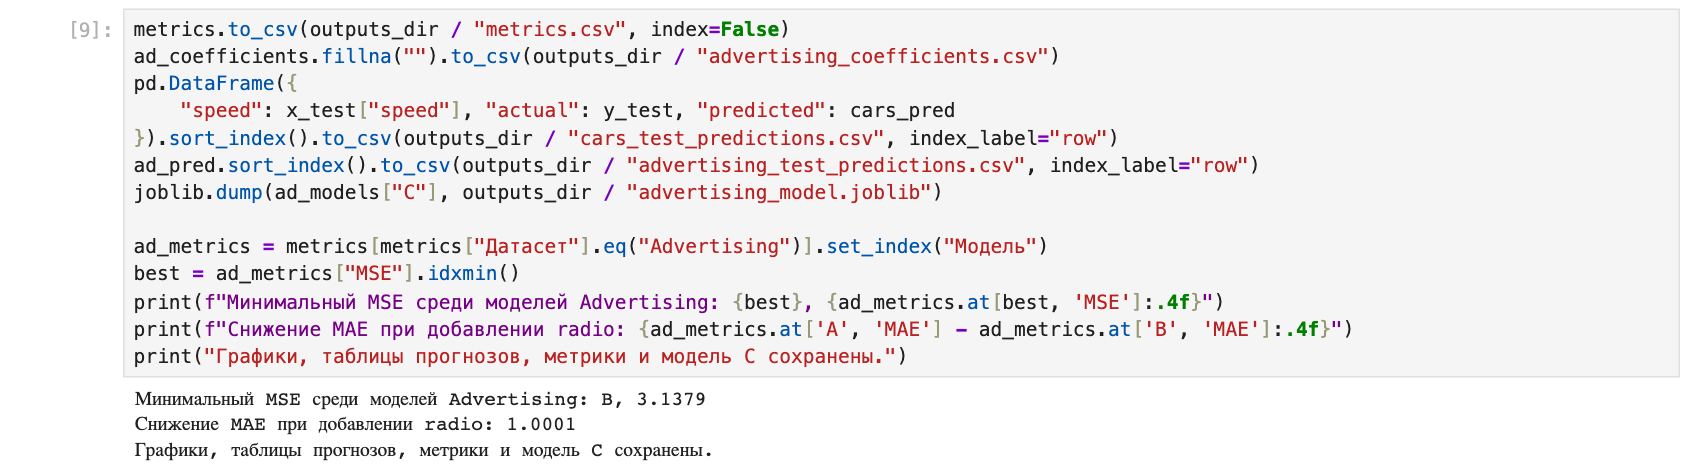 [9]:
metrics.to_csv(outputs_dir / "metrics.csv", index=False)
ad_coefficients.fillna("").to_csv(outputs_dir / "advertising_coefficients.csv")
pd.DataFrame({
    "speed": x_test["speed"], "actual": y_test, "predicted": cars_pred
}).sort_index().to_csv(outputs_dir / "cars_test_predictions.csv", index_label="row")
ad_pred.sort_index().to_csv(outputs_dir / "advertising_test_predictions.csv", index_label="row")
joblib.dump(ad_models["C"], outputs_dir / "advertising_model.joblib")

ad_metrics = metrics[metrics["Датасет"].eq("Advertising")].set_index("Модель")
best = ad_metrics["MSE"].idxmin()
print(f"Минимальный MSE среди моделей Advertising: {best}, {ad_metrics.at[best, 'MSE']:.4f}")
print(f"Снижение MAE при добавлении radio: {ad_metrics.at['A', 'MAE'] - ad_metrics.at['B', 'MAE']:.4f}")
print("Графики, таблицы прогнозов, метрики и модель C сохранены.")
Минимальный MSE среди моделей Advertising: B, 3.1379
Снижение MAE при добавлении radio: 1.0001
Графики, таблицы прогнозов, метрики и модель C сохранены.